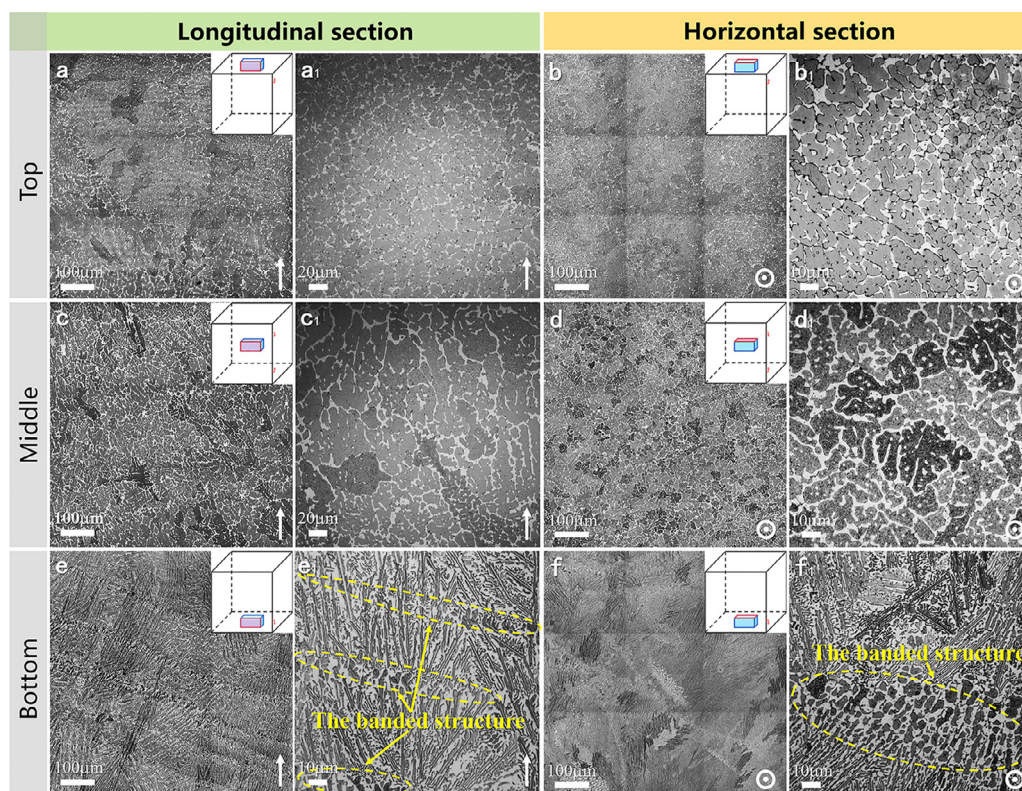 Longitudinal section
Horizontal section
Top
a
100μm
a1
20μm
b
100μm
b1
10μm
Middle
c
100μm
c1
20μm
d
100μm
d1
10μm
Bottom
e
100μm
e1
The banded structure
10μm
f
100μm
f1
The banded structure
10μm